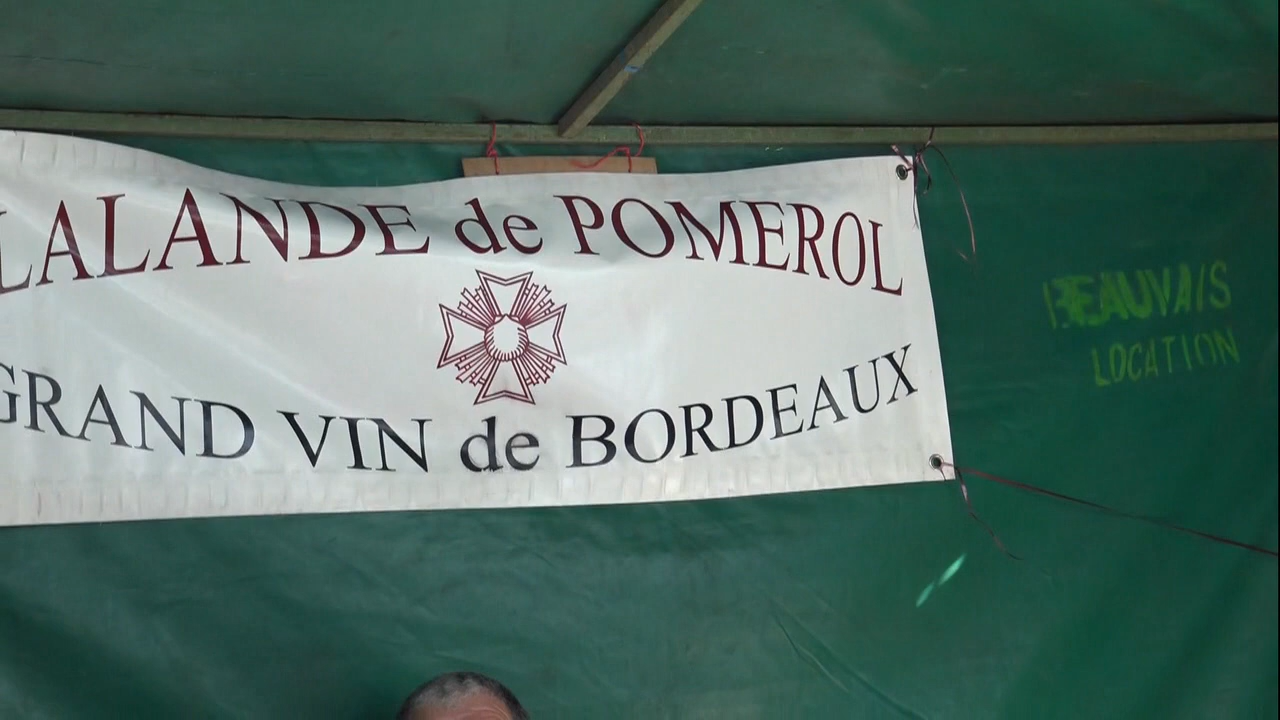 LALANDE de POMEROL
GRAND VIN de BORDEAUX
BEAUVAIS
LOCATION